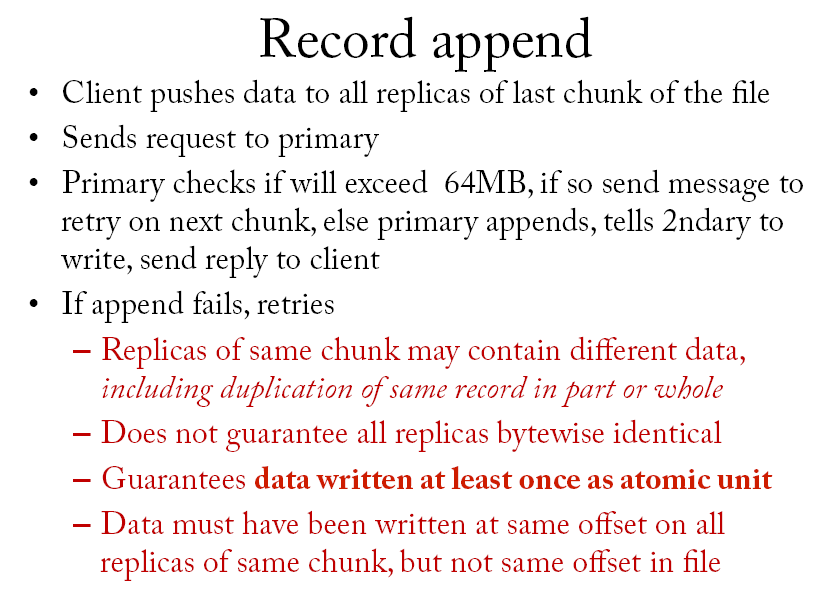 Record append
• Client pushes data to all replicas of last chunk of the file
• Sends request to primary
• Primary checks if will exceed  64MB, if so send message to
retry on next chunk, else primary appends, tells 2ndary to
write, send reply to client
• If append fails, retries
– Replicas of same chunk may contain different data,
including duplication of same record in part or whole
– Does not guarantee all replicas bytewise identical
– Guarantees data written at least once as atomic unit
– Data must have been written at same offset on all
replicas of same chunk, but not same offset in file